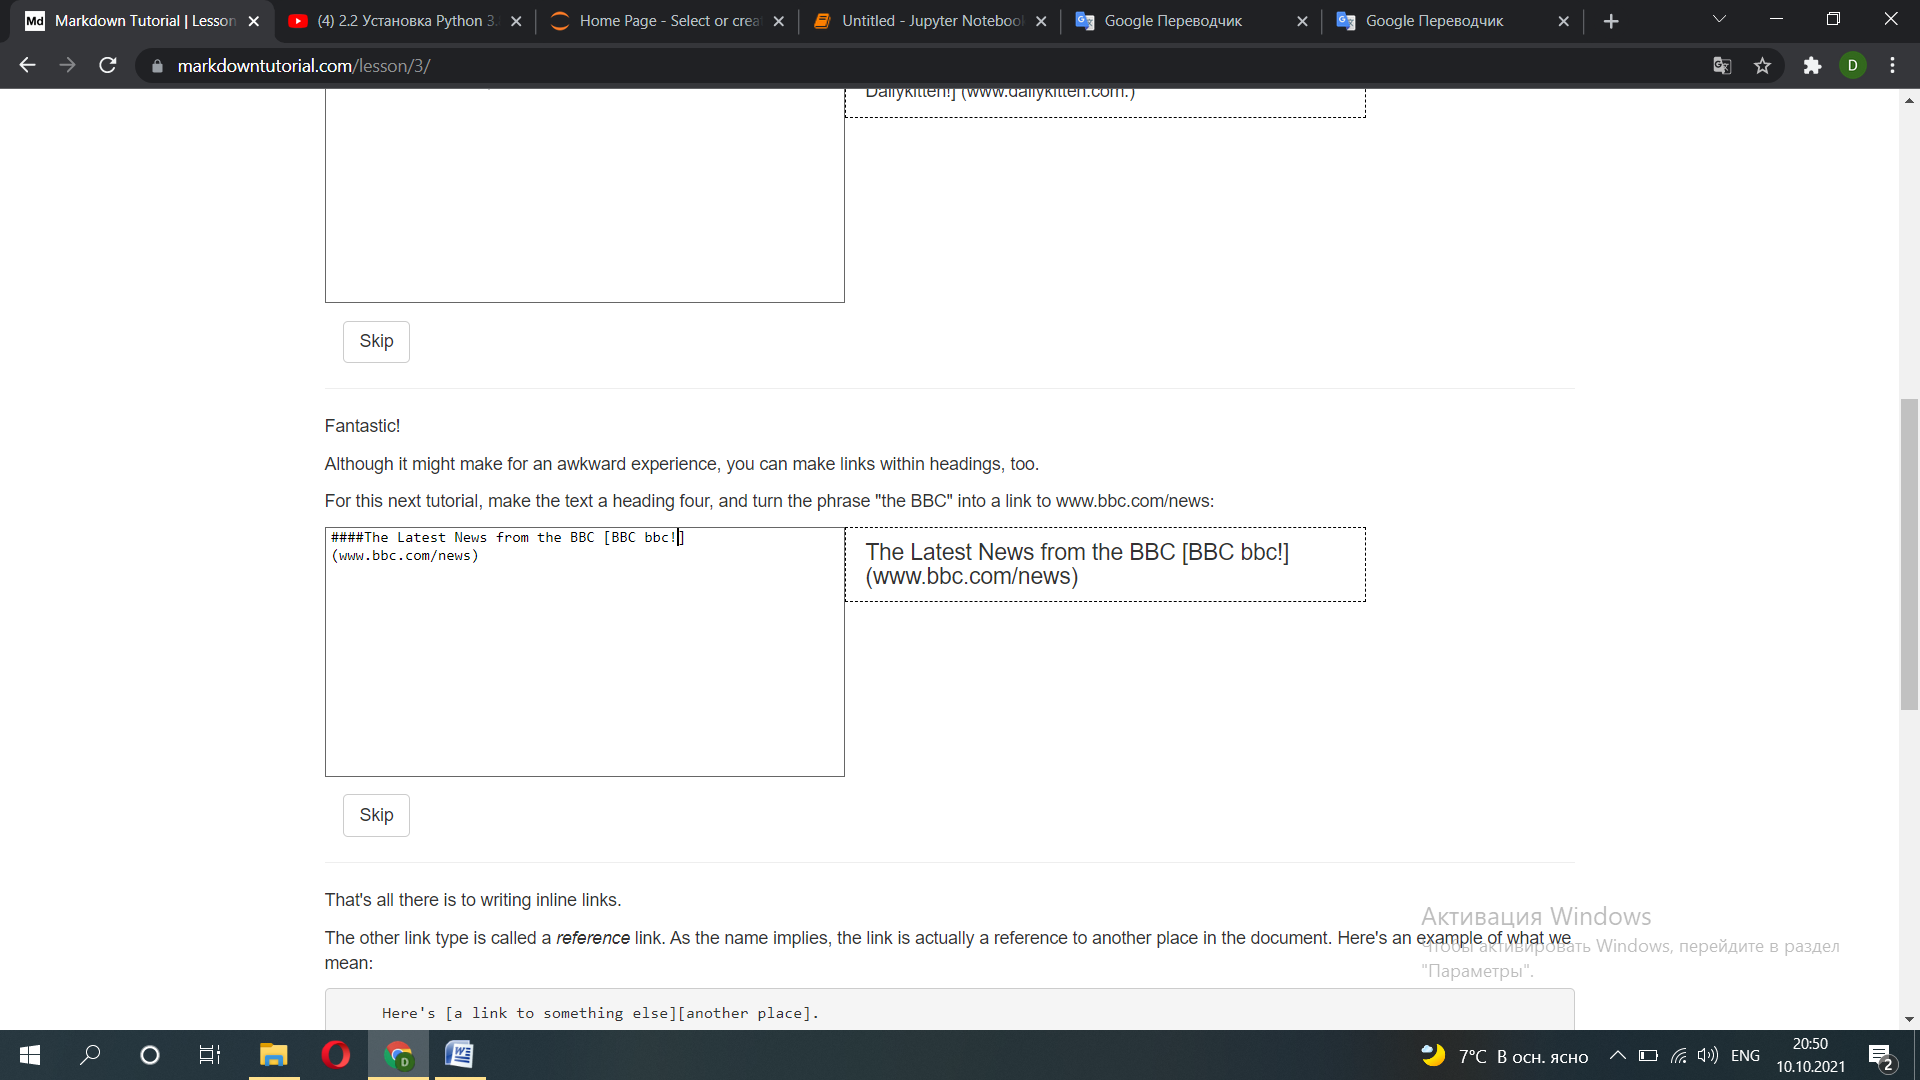 Markdown Tutorial | Lesson
(4) 2.2 Установка Python 3.
Home Page - Select or crea
Untitled - Jupyter Notebook
Google Переводчик
Google Переводчик
markdowntutorial.com/lesson/3/
D
Dailykitten!] (www.dailykitten.com.)
Skip
Fantastic!
Although it might make for an awkward experience, you can make links within headings, too.
For this next tutorial, make the text a heading four, and turn the phrase "the BBC" into a link to www.bbc.com/news:
####The Latest News from the BBC [BBC bbc!]
(www.bbc.com/news)
The Latest News from the BBC [BBC bbc!]
(www.bbc.com/news)
Skip
That's all there is to writing inline links.
The other link type is called a reference link. As the name implies, the link is actually a reference to another place in the document. Here's an example of what we
mean:
Here's [a link to something else][another place].
Активация Windows
Чтобы активировать Windows, перейдите в раздел
"Параметры".
7°C В осн. ясно
ENG
20:50
10.10.2021
2